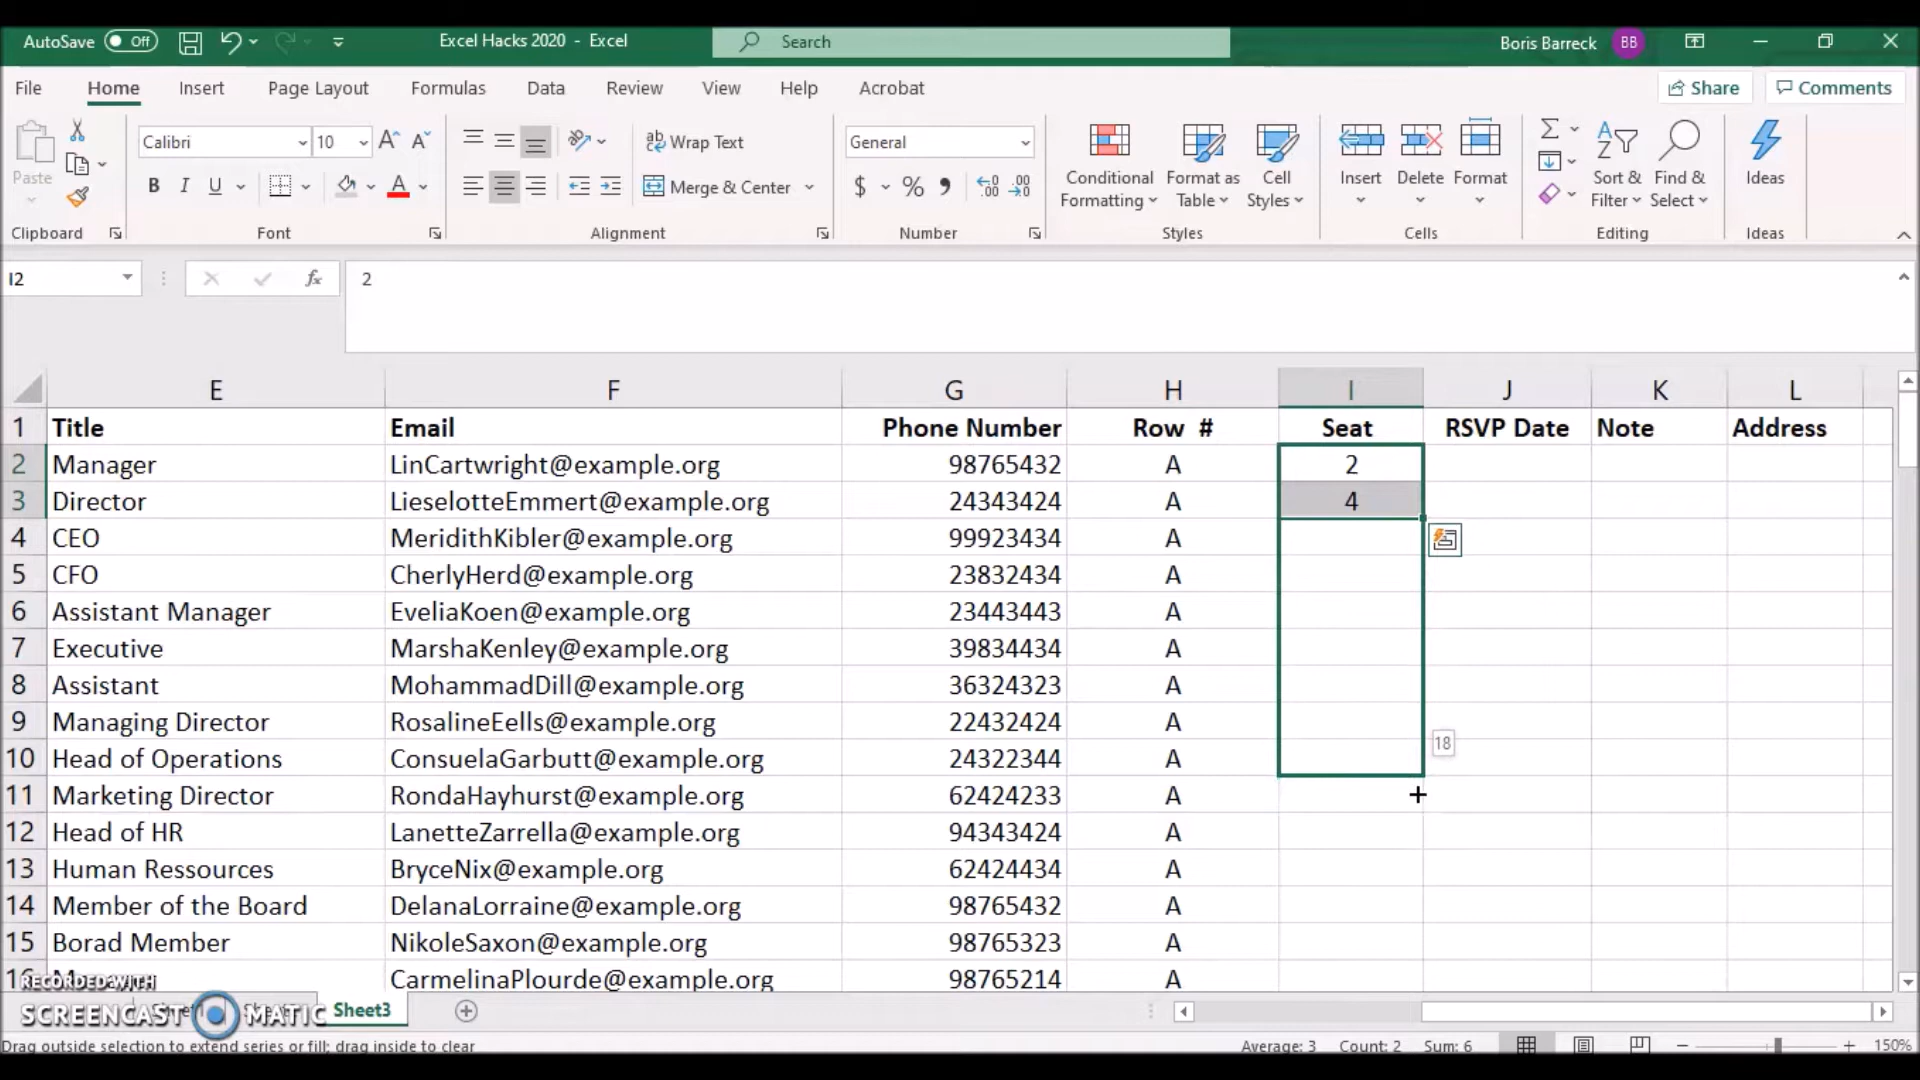 AutoSave Off Excel Hacks 2020 - Excel Search Boris Barreck BB
File Home Insert Page Layout Formulas Data Review View Help Acrobat Share Comments
Calibri 10 Wrap Text General
Paste B I U A Merge & Center $ % Conditional Formatting Format as Table Cell Styles Insert Delete Format Sort & Filter Find & Select Ideas
Clipboard Font Alignment Number Styles Cells Editing Ideas
I2 fx 2
E F G H I J K L
1 Title Email Phone Number Row # Seat RSVP Date Note Address
2 Manager LinCartwright@example.org 98765432 A 2
3 Director LieselotteEmmert@example.org 24343424 A 4
4 CEO MeridithKibler@example.org 99923434 A
5 CFO CherlyHerd@example.org 23832434 A
6 Assistant Manager EveliaKoen@example.org 23443443 A
7 Executive MarshaKenley@example.org 39834434 A
8 Assistant MohammadDill@example.org 36324323 A
9 Managing Director RosalineEells@example.org 22432424 A
18
10 Head of Operations ConsuelaGarbutt@example.org 24322344 A
11 Marketing Director RondaHayhurst@example.org 62424233 A
12 Head of HR LanetteZarrella@example.org 94343424 A
13 Human Ressources BryceNix@example.org 62424434 A
14 Member of the Board DelanaLorraine@example.org 98765432 A
15 Borad Member NikoleSaxon@example.org 98765323 A
16 CarmelinaPlourde@example.org 98765214 A
RECORDED WITH
SCREENCAST MATIC Sheet3
Drag outside selection to extend series or fill; drag inside to clear Average: 3 Count: 2 Sum: 6 150%